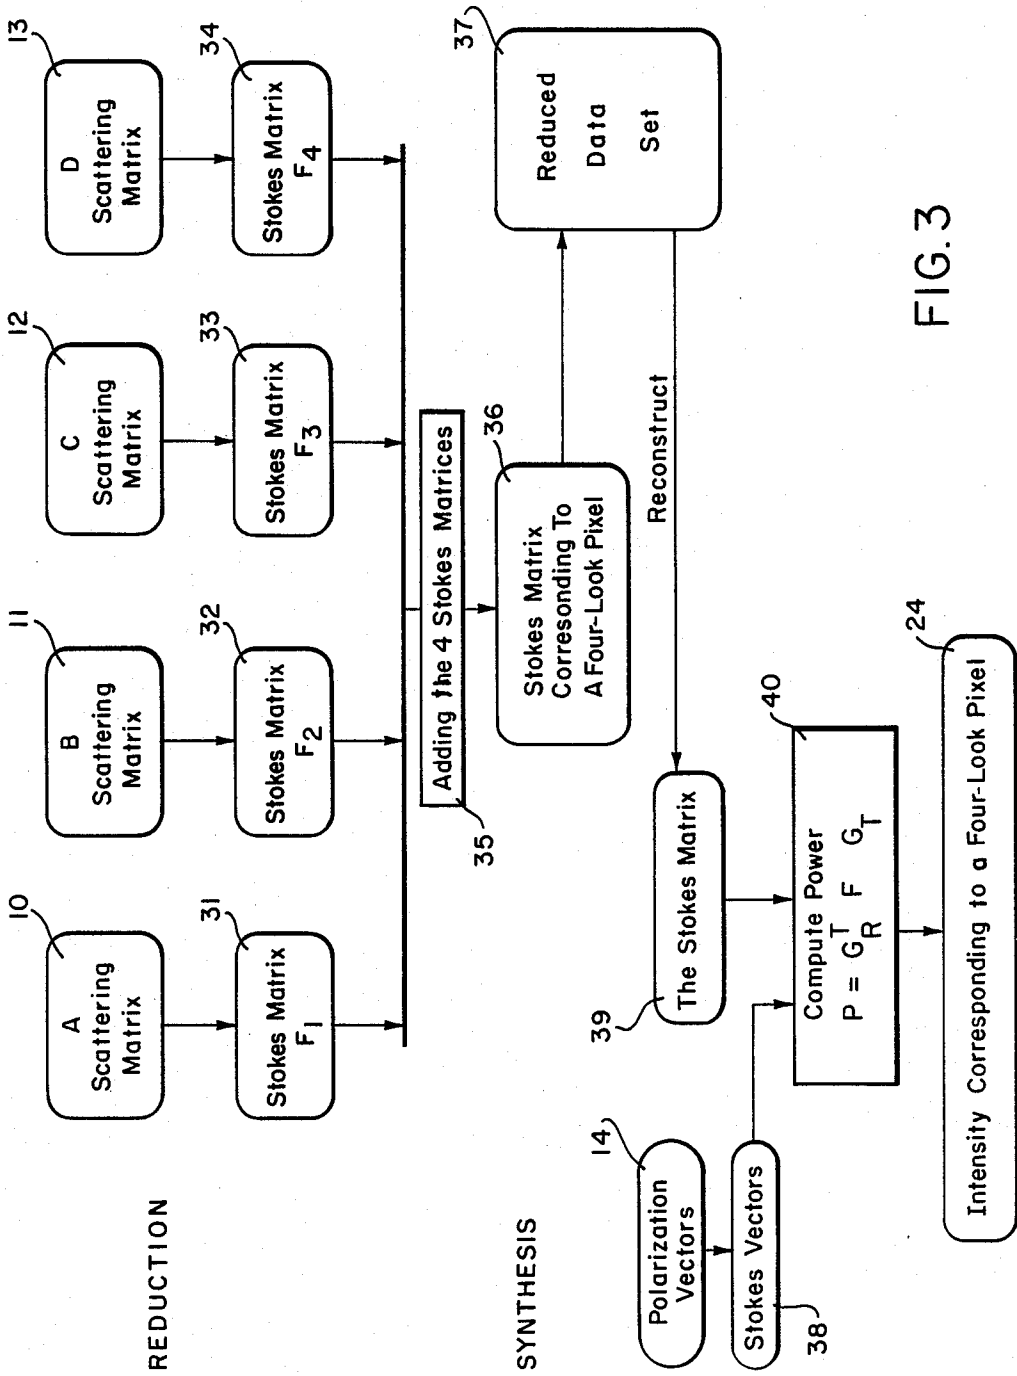 REDUCTION
10
A
Scattering
Matrix
11
B
Scattering
Matrix
12
C
Scattering
Matrix
13
D
Scattering
Matrix
31
Stokes Matrix
F1
32
Stokes Matrix
F2
33
Stokes Matrix
F3
34
Stokes Matrix
F4
Adding the 4 Stokes Matrices
35
SYNTHESIS
36
Stokes Matrix
Corresonding To
A Four-Look Pixel
37
Reduced
Data
Set
Reconstruct
14
Polarization
Vectors
Stokes Vectors
38
39
The Stokes Matrix
40
Compute Power
P = G_R^T F G_T
24
Intensity Corresponding to a Four-Look Pixel
FIG. 3